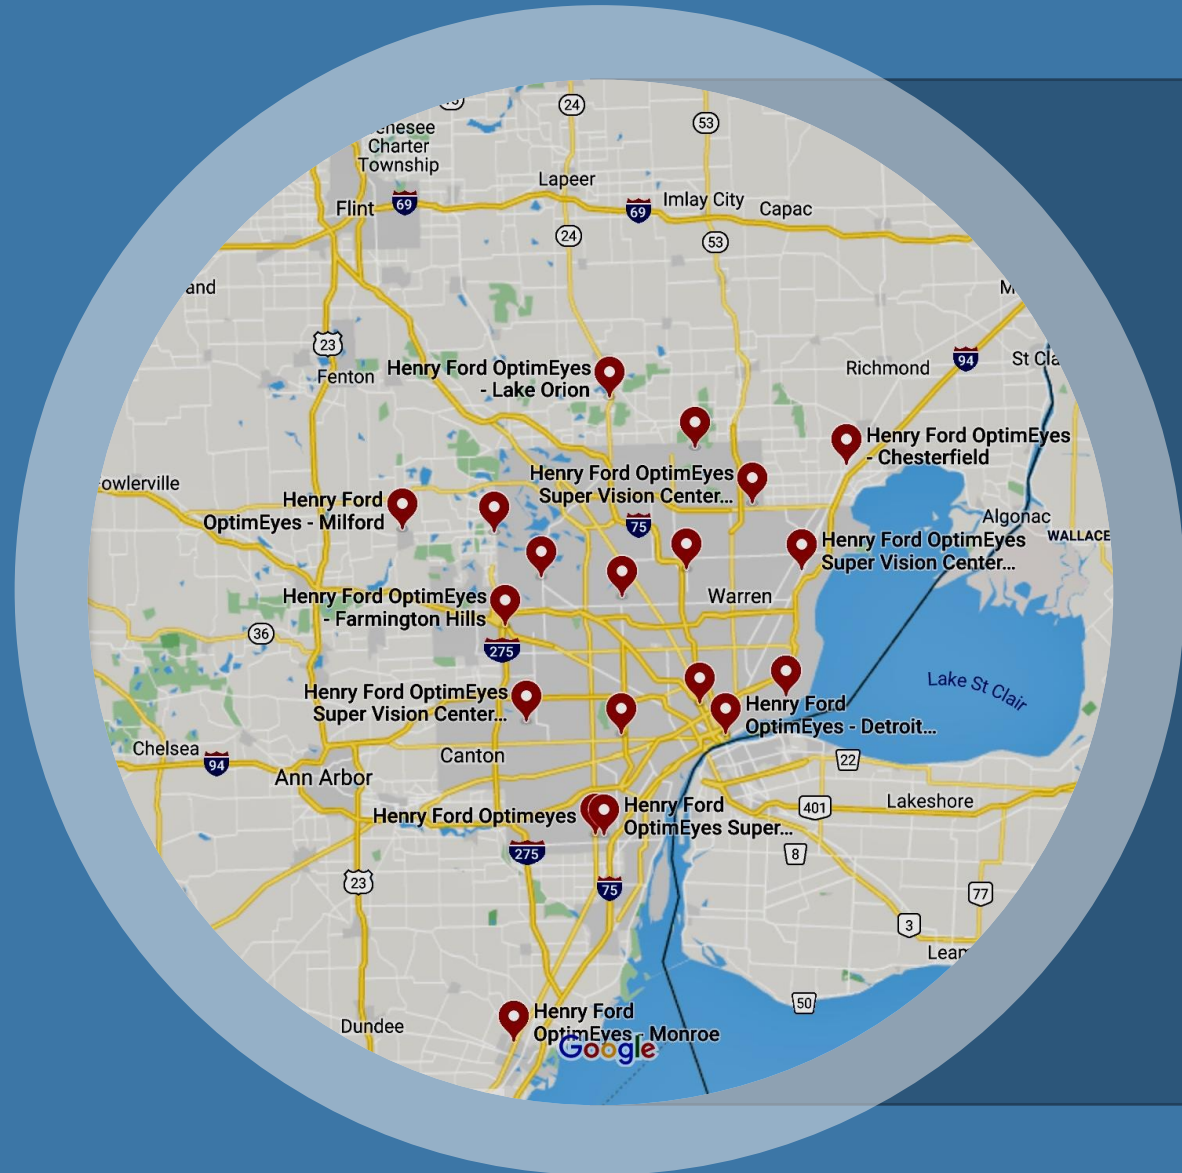 24
53
enesee
Charter
Township
Lapeer
Flint
69
69
Imlay City
Capac
24
53
and
M
23
Fenton
Henry Ford OptimEyes
- Lake Orion
Richmond
94
St Cla
Henry Ford OptimEyes
- Chesterfield
owlerville
Henry Ford
OptimEyes - Milford
Henry Ford OptimEyes
Super Vision Center...
75
Algonac
WALLACE
Henry Ford OptimEyes
Super Vision Center...
Henry Ford OptimEyes
- Farmington Hills
Warren
36
275
Henry Ford OptimEyes
Super Vision Center...
Lake St Clair
Henry Ford
OptimEyes - Detroit...
Chelsea
94
Canton
Ann Arbor
22
401
Lakeshore
Henry Ford Optimeyes
Henry Ford
OptimEyes Super...
275
8
23
75
77
3
Leam
50
Dundee
Henry Ford
OptimEyes - Monroe
Google